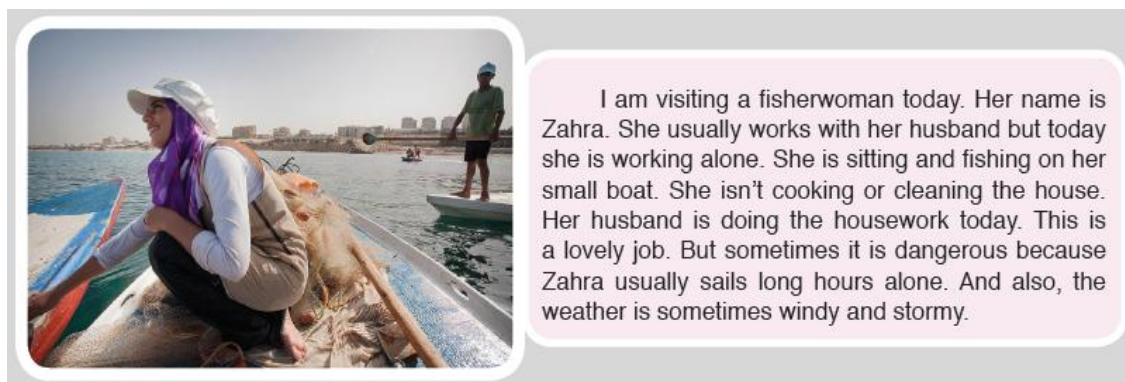 I am visiting a fisherwoman today. Her name is
Zahra. She usually works with her husband but today
she is working alone. She is sitting and fishing on her
small boat. She isn’t cooking or cleaning the house.
Her husband is doing the housework today. This is
a lovely job. But sometimes it is dangerous because
Zahra usually sails long hours alone. And also, the
weather is sometimes windy and stormy.